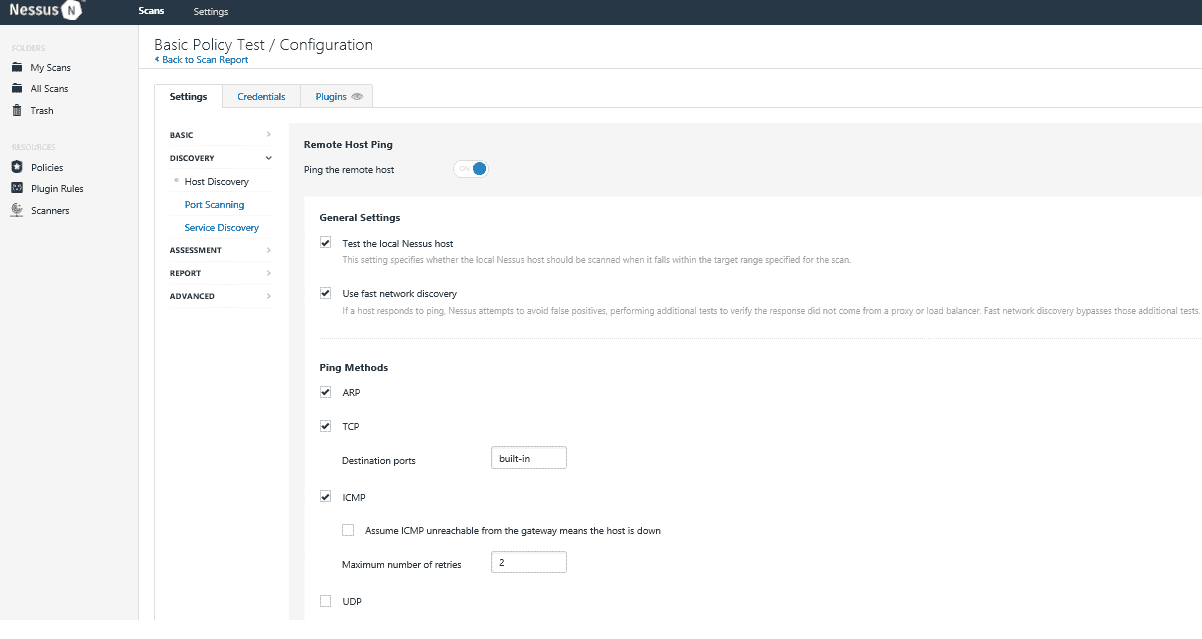 Nessus N
Scans Settings
FOLDERS
My Scans
All Scans
Trash
RESOURCES
Policies
Plugin Rules
Scanners
Basic Policy Test / Configuration
Back to Scan Report
Settings Credentials Plugins
BASIC
DISCOVERY
Host Discovery
Port Scanning
Service Discovery
ASSESSMENT
REPORT
ADVANCED
Remote Host Ping
Ping the remote host ON
General Settings
Test the local Nessus host
This setting specifies whether the local Nessus host should be scanned when it falls within the target range specified for the scan.
Use fast network discovery
If a host responds to ping, Nessus attempts to avoid false positives, performing additional tests to verify the response did not come from a proxy or load balancer. Fast network discovery bypasses those additional tests.
Ping Methods
ARP
TCP
Destination ports built-in
ICMP
Assume ICMP unreachable from the gateway means the host is down
Maximum number of retries 2
UDP